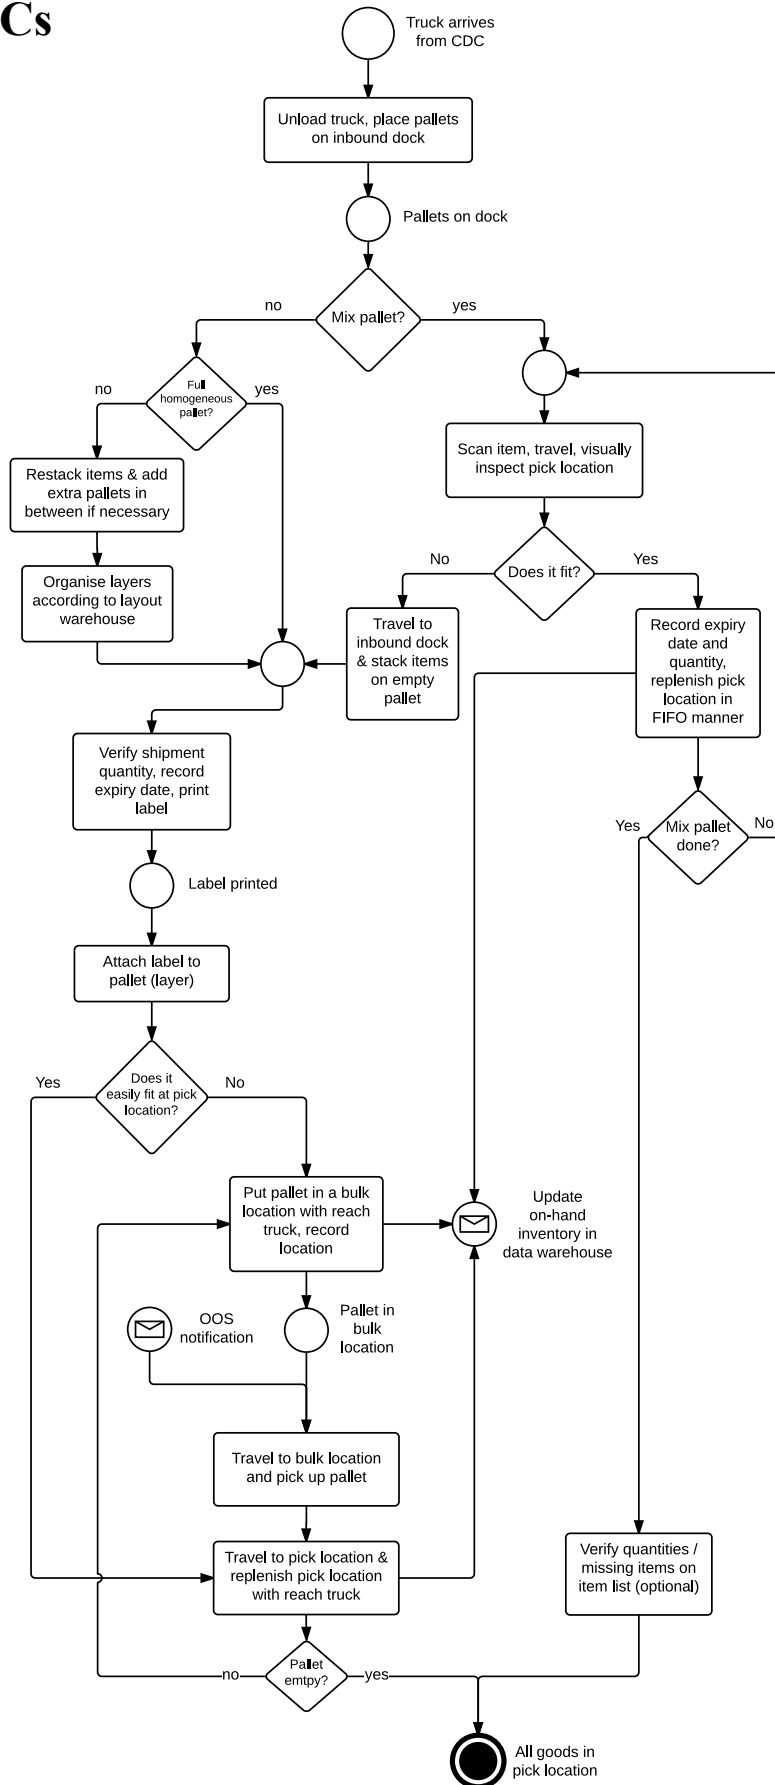 Cs
Truck arrives
from CDC
Unload truck, place pallets
on inbound dock
Pallets on dock
Mix pallet?
no
yes
Full
homogeneous
pallet?
no
yes
Restack items & add
extra pallets in
between if necessary
Organise layers
according to layout
warehouse
Scan item, travel, visually
inspect pick location
Does it fit?
No
Yes
Travel to
inbound dock
& stack items
on empty
pallet
Record expiry
date and
quantity,
replenish pick
location in
FIFO manner
Verify shipment
quantity, record
expiry date, print
label
Mix pallet
done?
Yes
No
Label printed
Attach label to
pallet (layer)
Does it
easily fit at pick
location?
Yes
No
Put pallet in a bulk
location with reach
truck, record
location
Update
on-hand
inventory in
data warehouse
OOS
notification
Pallet in
bulk
location
Travel to bulk location
and pick up pallet
Travel to pick location &
replenish pick location
with reach truck
Verify quantities /
missing items on
item list (optional)
Pallet
emtpy?
no
yes
All goods in
pick location